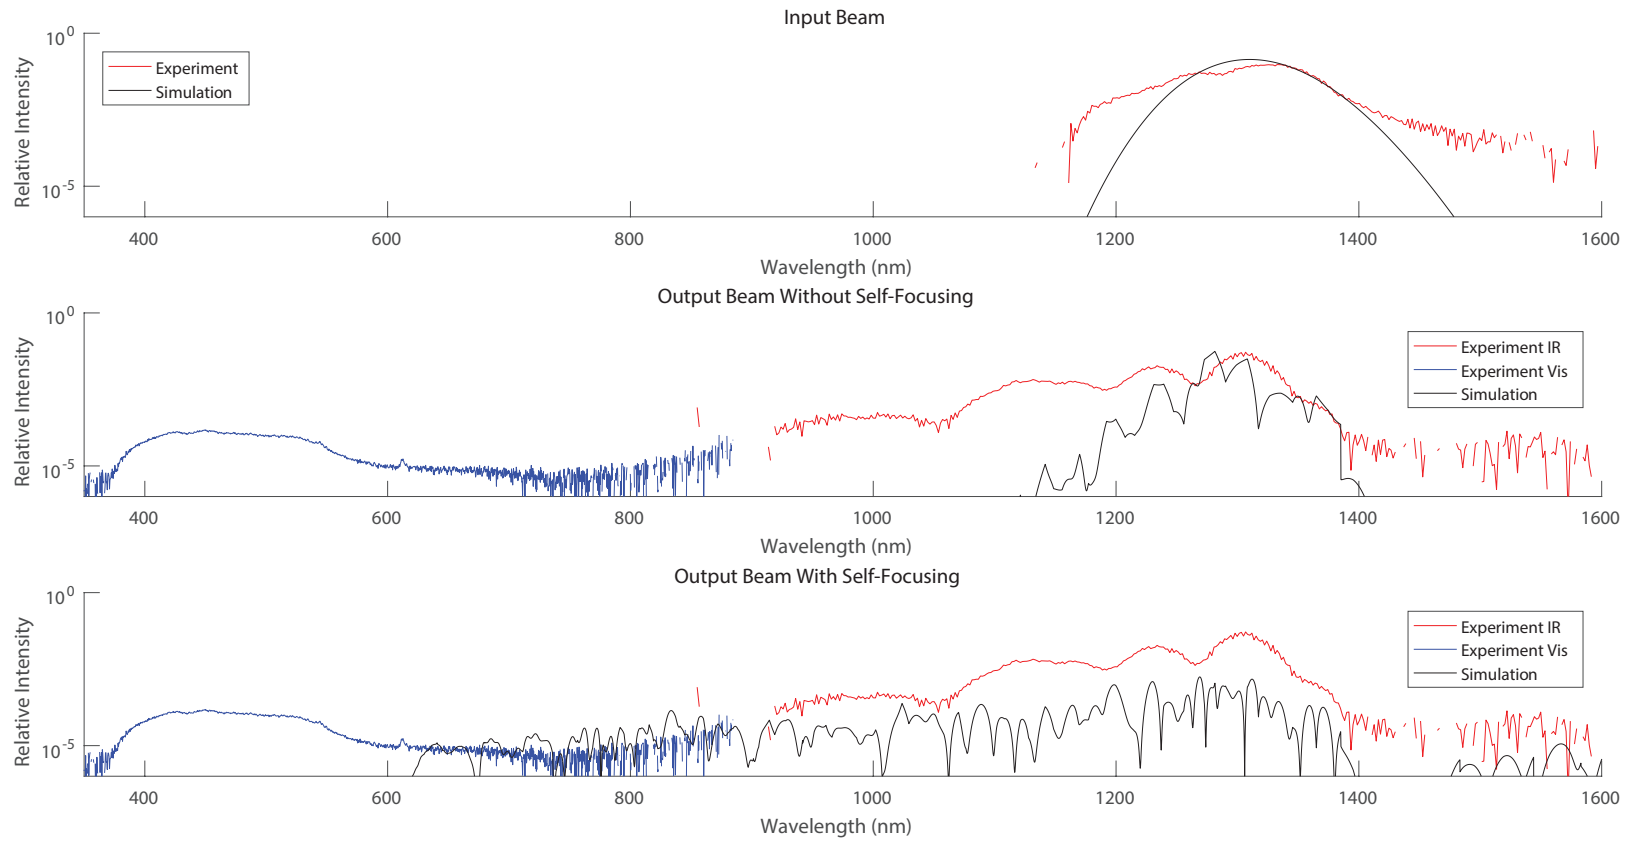 Input Beam
10^0
Experiment
Simulation
10^-5
Relative Intensity
400 600 800 1000 1200 1400 1600
Wavelength (nm)
Output Beam Without Self-Focusing
10^0
Experiment IR
Experiment Vis
Simulation
10^-5
Relative Intensity
400 600 800 1000 1200 1400 1600
Wavelength (nm)
Output Beam With Self-Focusing
10^0
Experiment IR
Experiment Vis
Simulation
10^-5
Relative Intensity
400 600 800 1000 1200 1400 1600
Wavelength (nm)